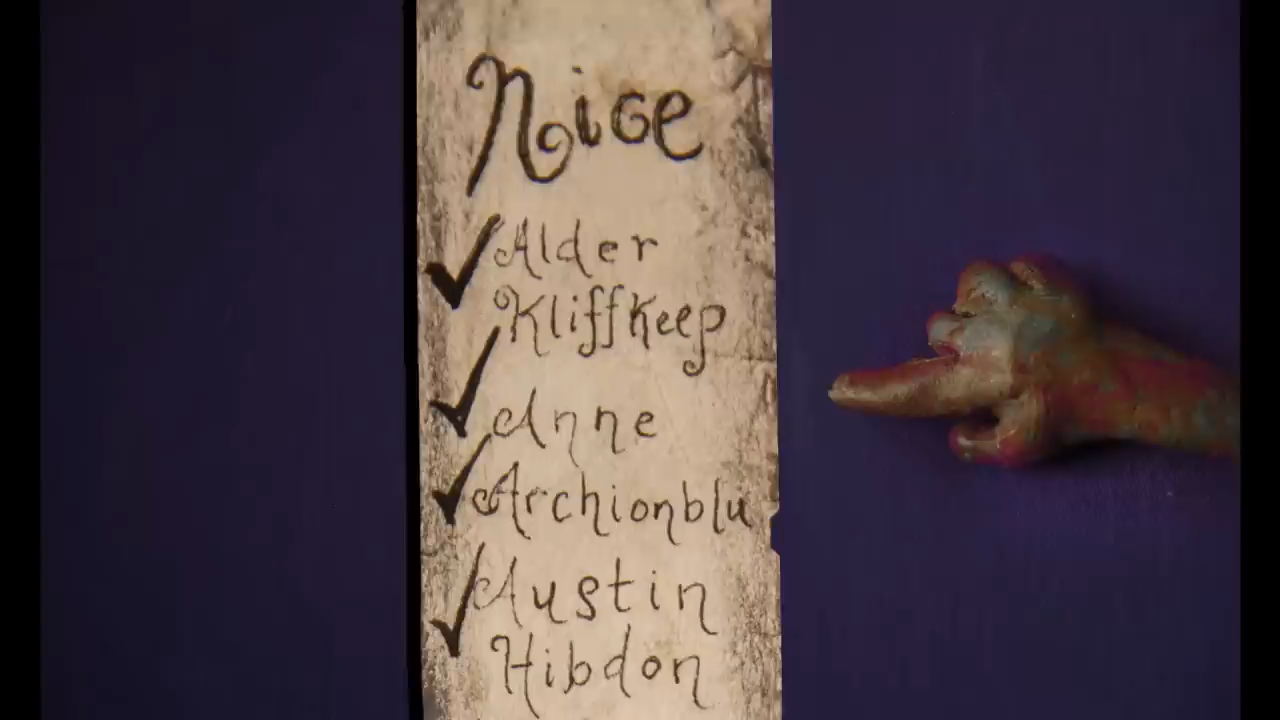 Nice
✓ Alder
Kliffkeep
✓ Anne
✓ Archionblu
✓ Austin
Hibdon